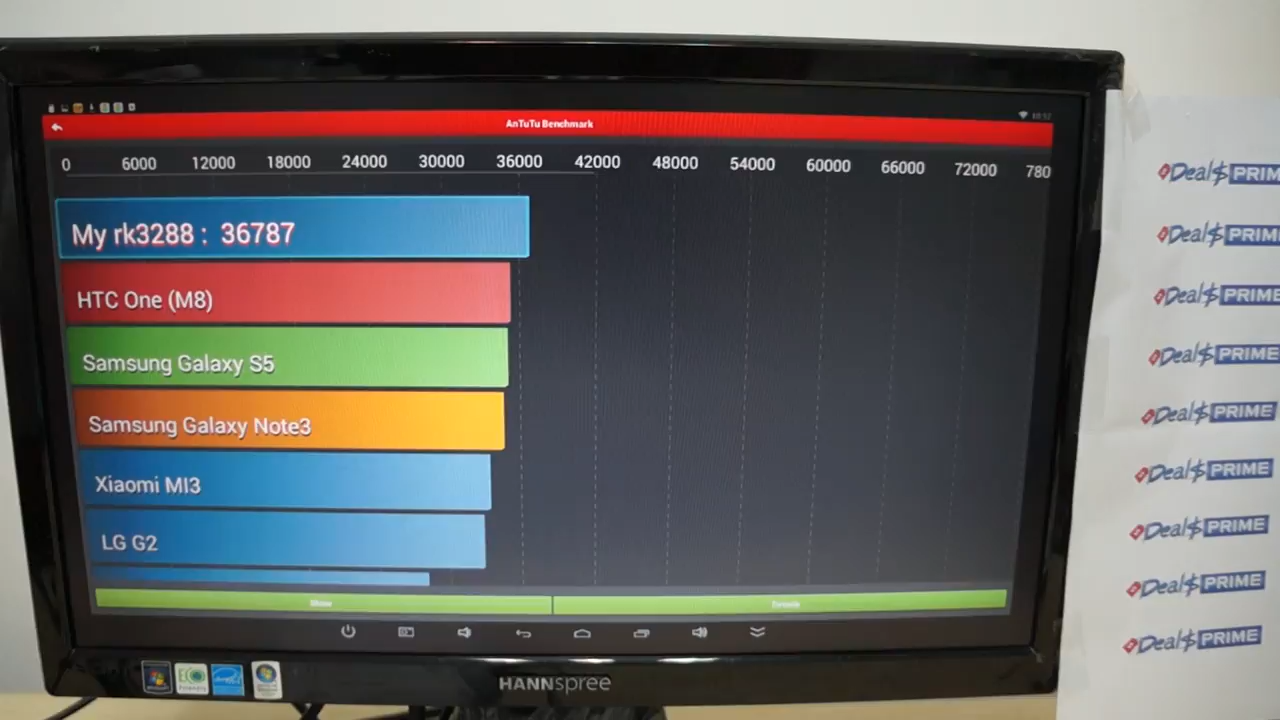 AnTuTu Benchmark
0 6000 12000 18000 24000 30000 36000 42000 48000 54000 60000 66000 72000 780
My rk3288 : 36787
HTC One (M8)
Samsung Galaxy S5
Samsung Galaxy Note3
Xiaomi MI3
LG G2
HANNspree
Deal$ PRIM
Deal$ PRIM
Deal$ PRIME
Deal$ PRIME
Deal$ PRIME
Deal$ PRIME
Deal$ PRIME
Deal$ PRIME
Deal$ PRIME